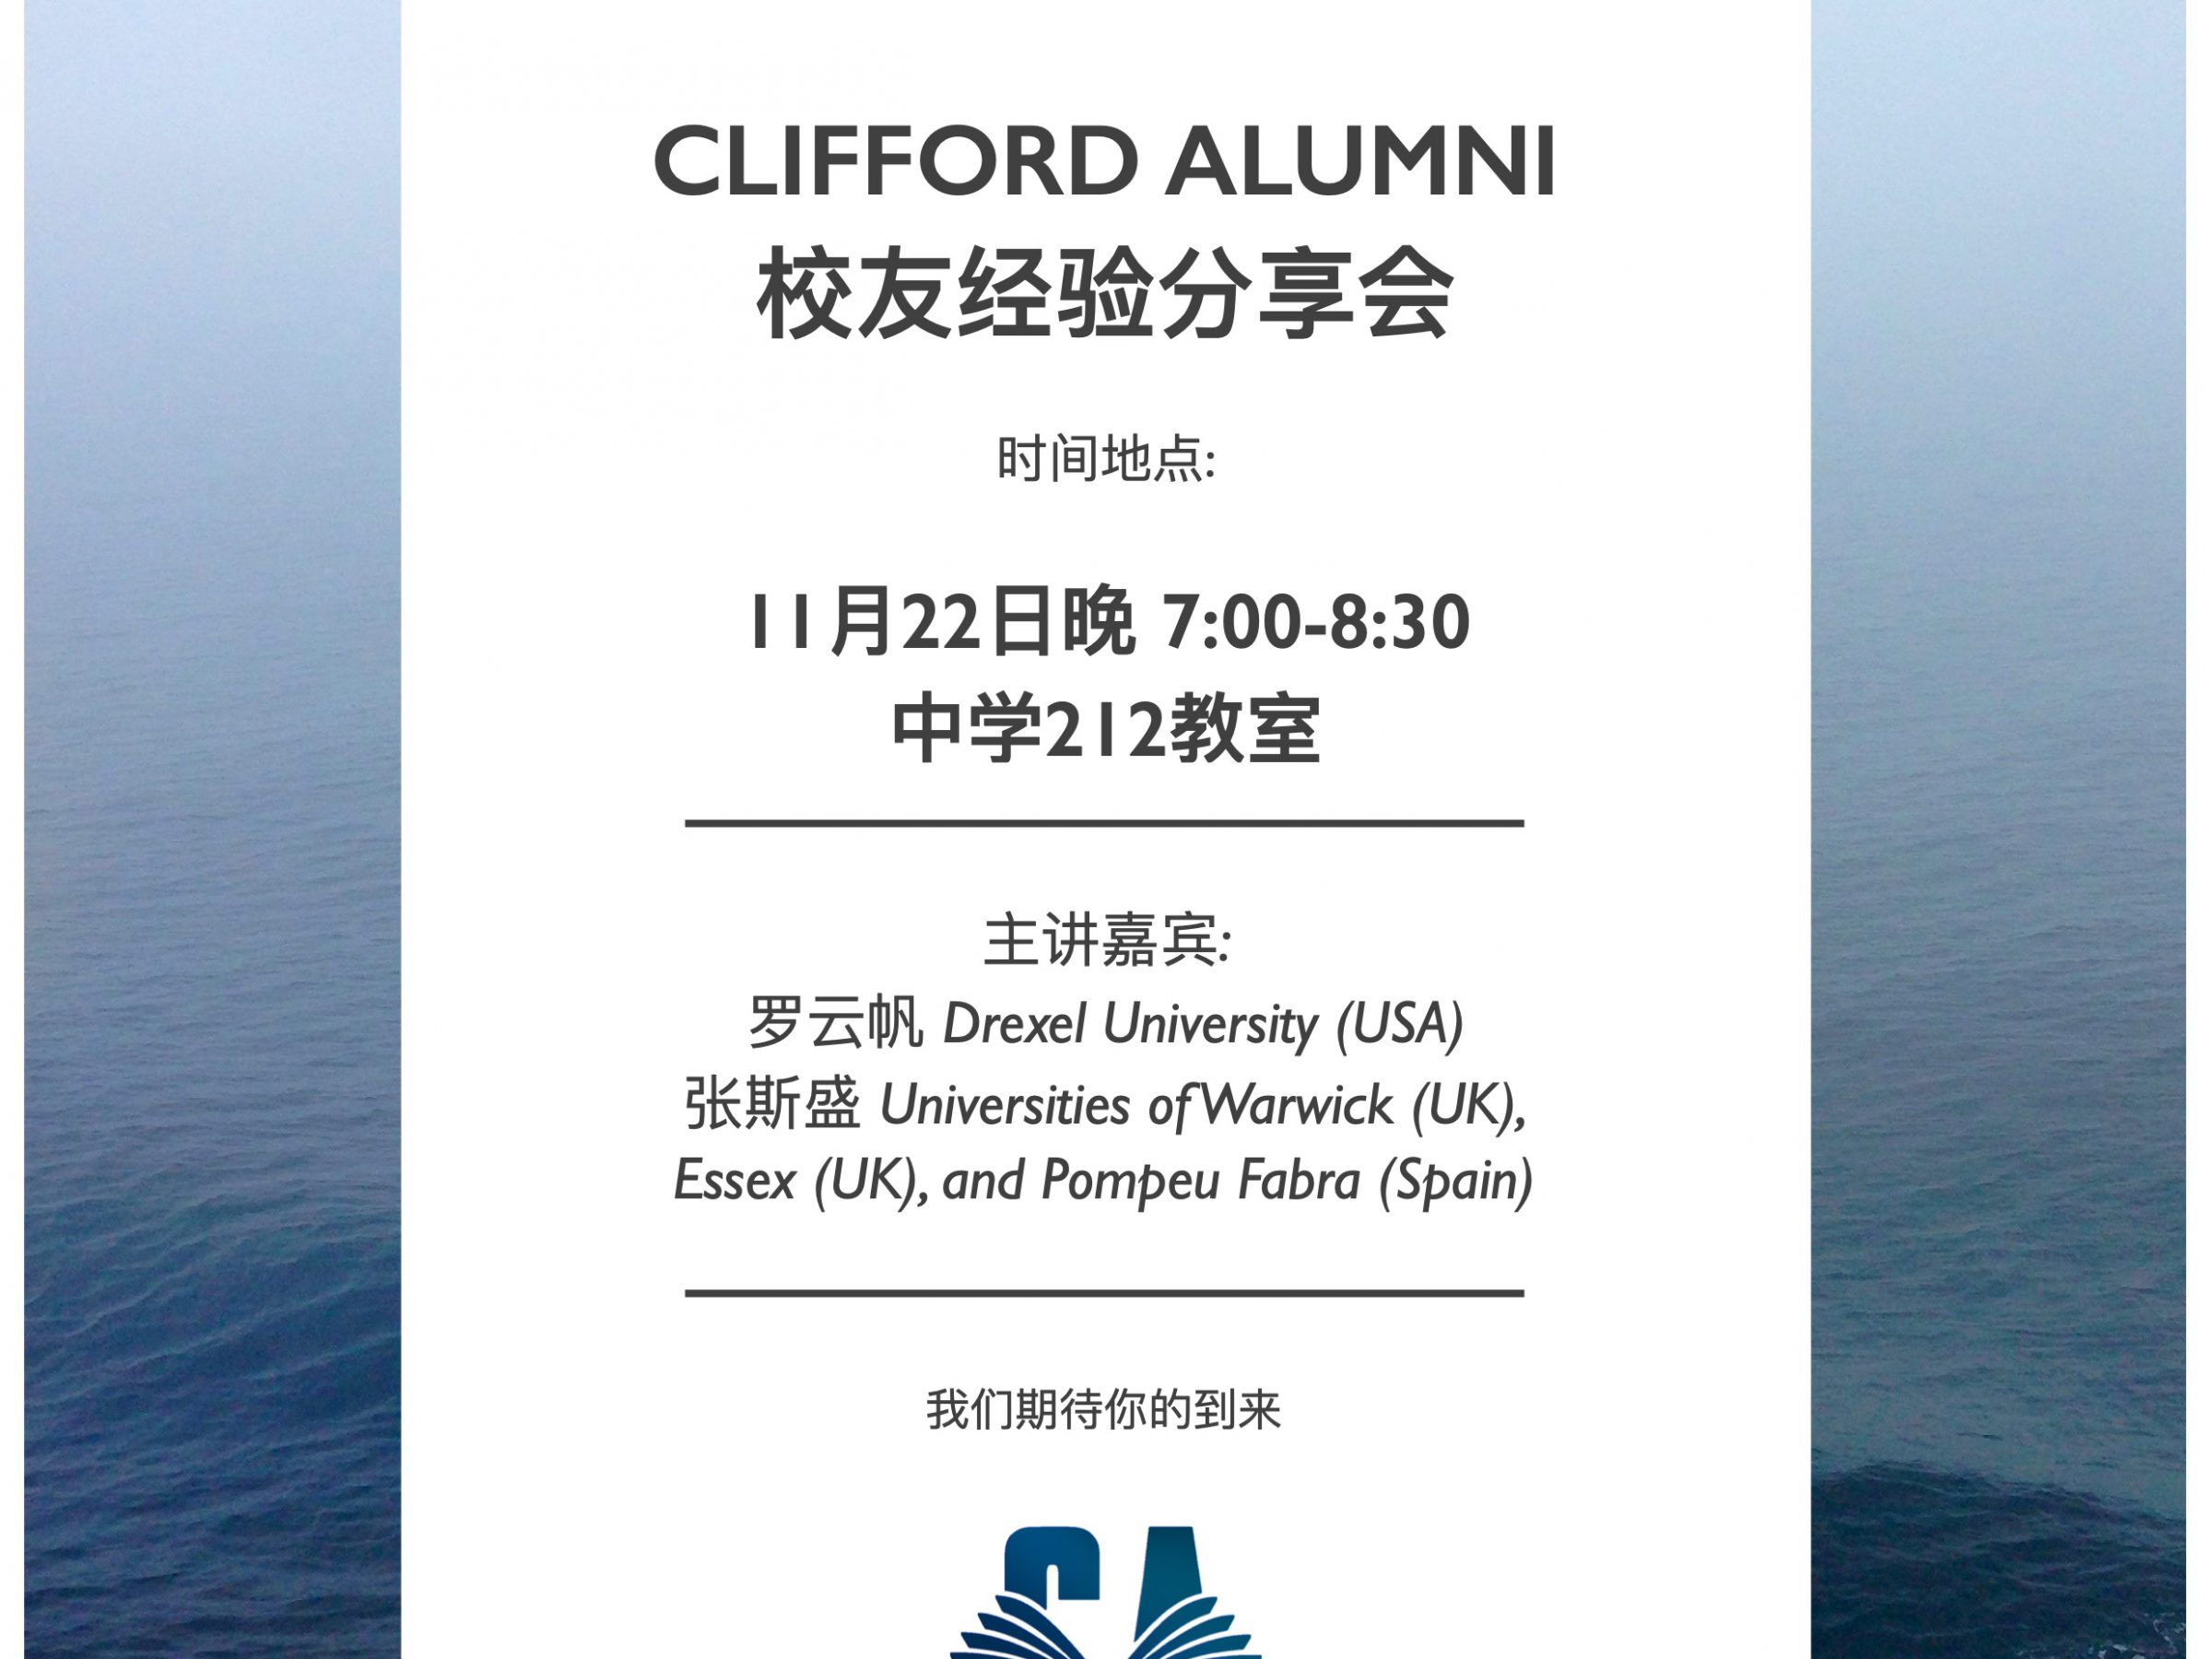 CLIFFORD ALUMNI
校友经验分享会
时间地点:
11月22日晚 7:00-8:30
中学212教室
主讲嘉宾:
罗云帆 Drexel University (USA)
张斯盛 Universities of Warwick (UK),
Essex (UK), and Pompeu Fabra (Spain)
我们期待你的到来
CA